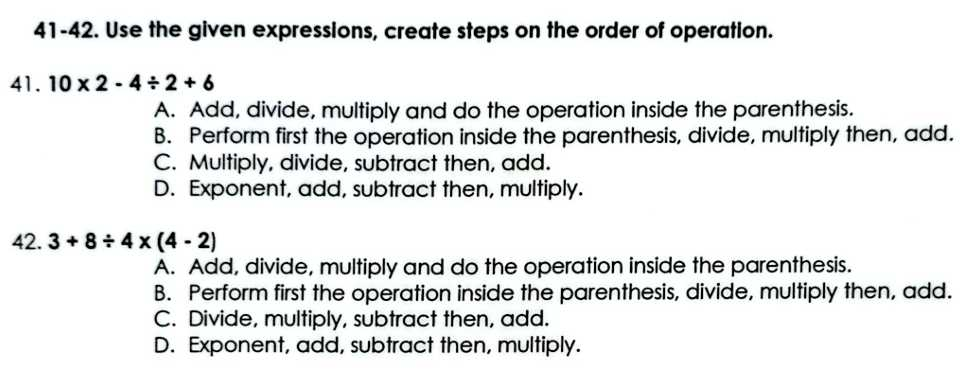 41-42. Use the given expressions, create steps on the order of operation.
41. 10 x 2 - 4 ÷ 2 + 6
A. Add, divide, multiply and do the operation inside the parenthesis.
B. Perform first the operation inside the parenthesis, divide, multiply then, add.
C. Multiply, divide, subtract then, add.
D. Exponent, add, subtract then, multiply.
42. 3 + 8 ÷ 4 x (4 - 2)
A. Add, divide, multiply and do the operation inside the parenthesis.
B. Perform first the operation inside the parenthesis, divide, multiply then, add.
C. Divide, multiply, subtract then, add.
D. Exponent, add, subtract then, multiply.